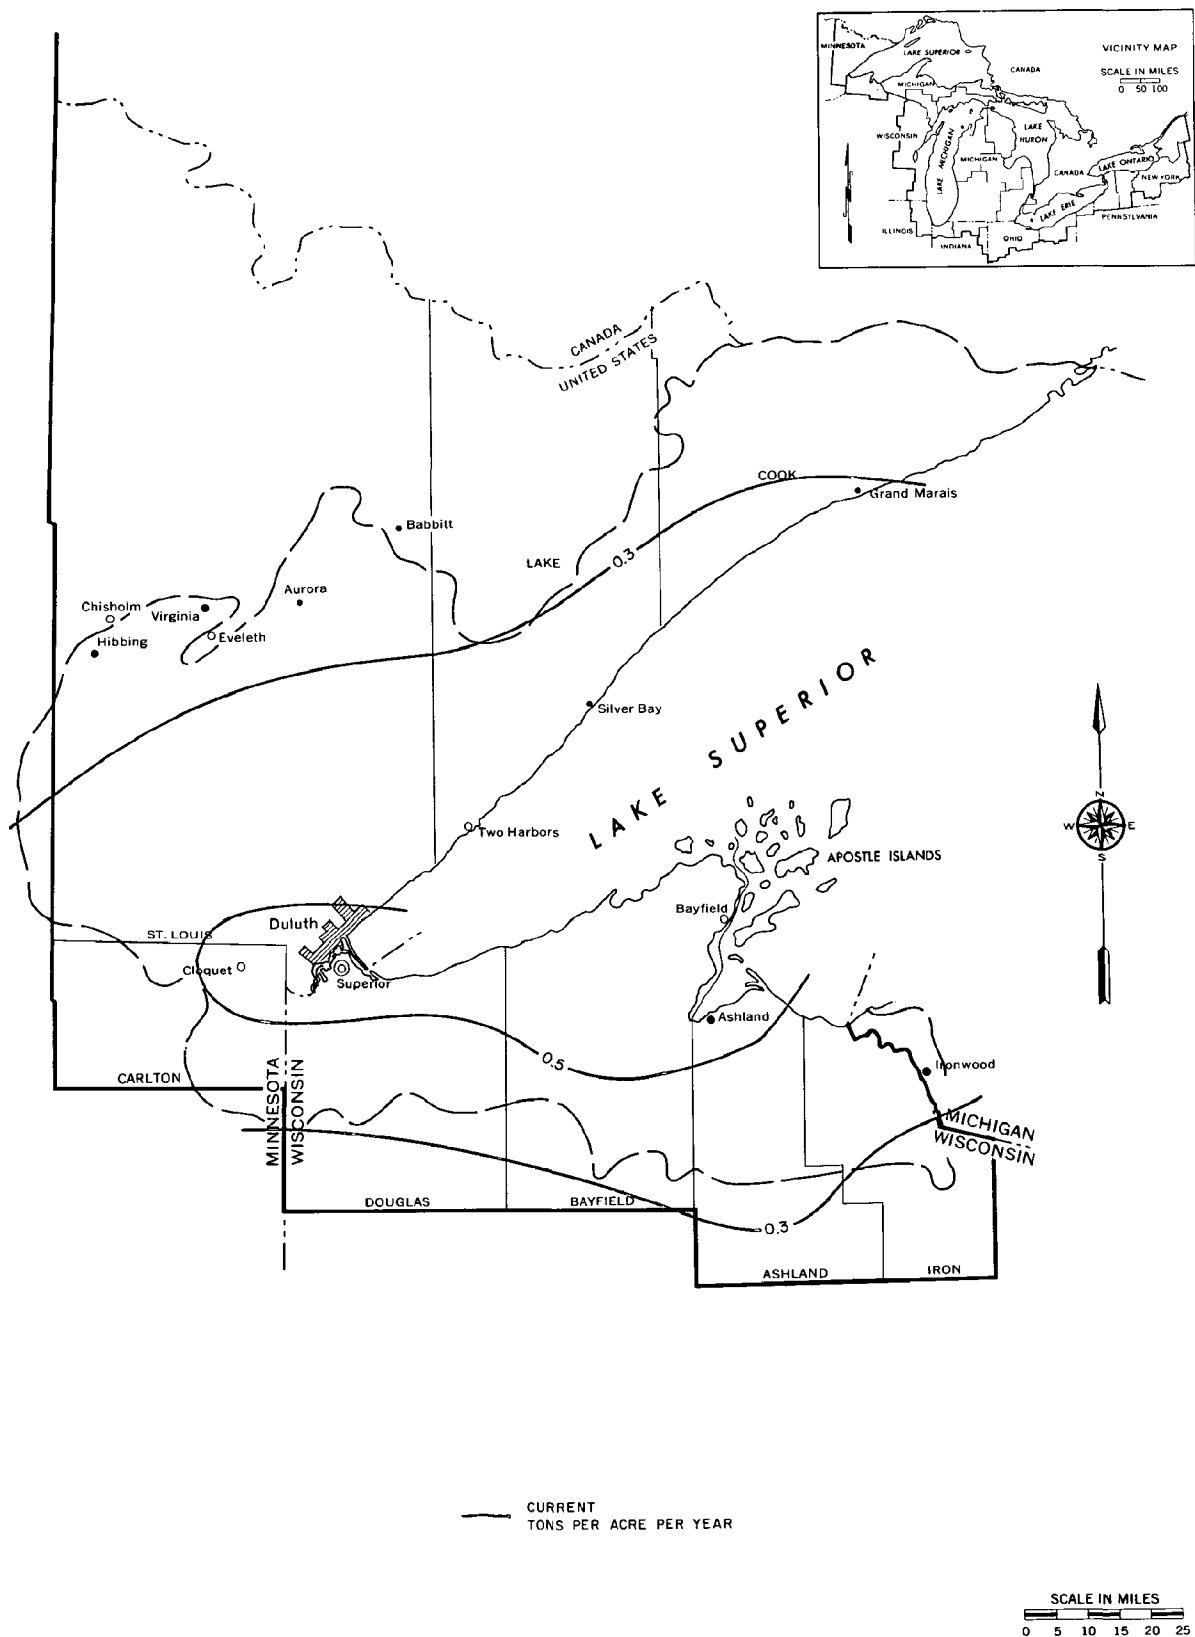 MINNESOTA
LAKE SUPERIOR
CANADA
VICINITY MAP
SCALE IN MILES
0 50 100
MICHIGAN
WISCONSIN
LAKE MICHIGAN
MICHIGAN
LAKE
HURON
CANADA
LAKE ONTARIO
NEW YORK
LAKE ERIE
PENNSYLVANIA
ILLINOIS
INDIANA
OHIO
CANADA
UNITED STATES
COOK
Grand Marais
Babbitt
LAKE
0.3
Aurora
Chisholm
Virginia
Eveleth
Hibbing
Silver Bay
LAKE SUPERIOR
N
W E
S
Two Harbors
APOSTLE ISLANDS
Bayfield
Duluth
ST. LOUIS
Cloquet
Superior
Ashland
0.5
Ironwood
CARLTON
MINNESOTA
WISCONSIN
MICHIGAN
WISCONSIN
DOUGLAS
BAYFIELD
0.3
ASHLAND
IRON
CURRENT
TONS PER ACRE PER YEAR
SCALE IN MILES
0 5 10 15 20 25